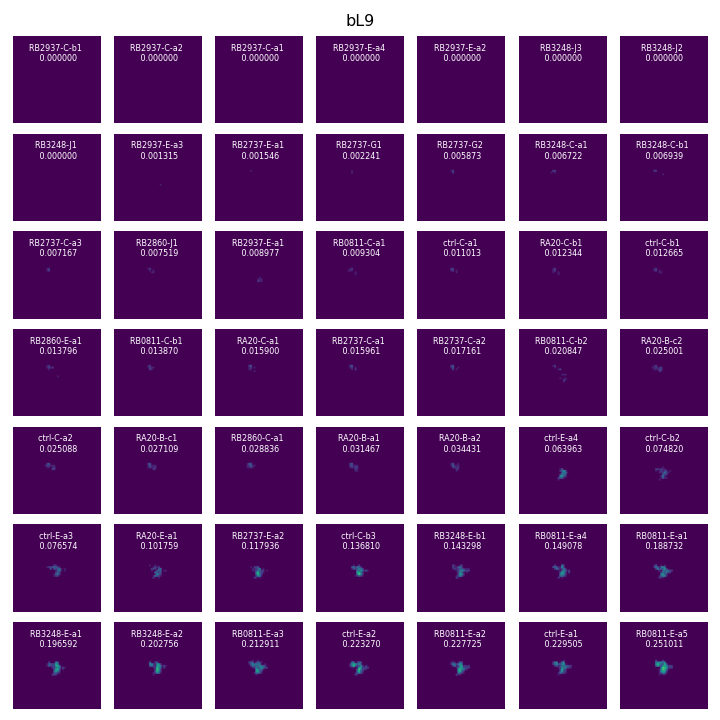 bL9
RB2937-C-b1 RB2937-C-a2 RB2937-C-a1 RB2937-E-a4 RB2937-E-a2 RB3248-J3 RB3248-J2
0.000000 0.000000 0.000000 0.000000 0.000000 0.000000 0.000000
RB3248-J1 RB2937-E-a3 RB2737-E-a1 RB2737-G1 RB2737-G2 RB3248-C-a1 RB3248-C-b1
0.000000 0.001315 0.001546 0.002241 0.005873 0.006722 0.006939
RB2737-C-a3 RB2860-J1 RB2937-E-a1 RB0811-C-a1 ctrl-C-a1 RA20-C-b1 ctrl-C-b1
0.007167 0.007519 0.008977 0.009304 0.011013 0.012344 0.012665
RB2860-E-a1 RB0811-C-b1 RA20-C-a1 RB2737-C-a1 RB2737-C-a2 RB0811-C-b2 RA20-B-c2
0.013796 0.013870 0.015900 0.015961 0.017161 0.020847 0.025001
ctrl-C-a2 RA20-B-c1 RB2860-C-a1 RA20-B-a1 RA20-B-a2 ctrl-E-a4 ctrl-C-b2
0.025088 0.027109 0.028836 0.031467 0.034431 0.063963 0.074820
ctrl-E-a3 RA20-E-a1 RB2737-E-a2 ctrl-C-b3 RB3248-E-b1 RB0811-E-a4 RB0811-E-a1
0.076574 0.101759 0.117936 0.136810 0.143298 0.149078 0.188732
RB3248-E-a1 RB3248-E-a2 RB0811-E-a3 ctrl-E-a2 RB0811-E-a2 ctrl-E-a1 RB0811-E-a5
0.196592 0.202756 0.212911 0.223270 0.227725 0.229505 0.251011